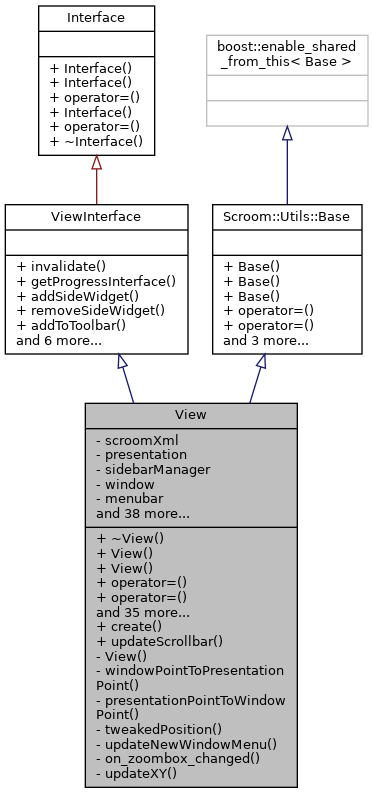 Interface
+ Interface()
+ Interface()
+ operator=()
+ Interface()
+ operator=()
+ ~Interface()
boost::enable_shared
_from_this< Base >
ViewInterface
+ invalidate()
+ getProgressInterface()
+ addSideWidget()
+ removeSideWidget()
+ addToToolbar()
and 6 more...
Scroom::Utils::Base
+ Base()
+ Base()
+ Base()
+ operator=()
+ operator=()
and 3 more...
View
- scroomXml
- presentation
- sidebarManager
- window
- menubar
and 38 more...
+ ~View()
+ View()
+ View()
+ operator=()
+ operator=()
and 35 more...
+ create()
+ updateScrollbar()
- View()
- windowPointToPresentation
Point()
- presentationPointToWindow
Point()
- tweakedPosition()
- updateNewWindowMenu()
- on_zoombox_changed()
- updateXY()